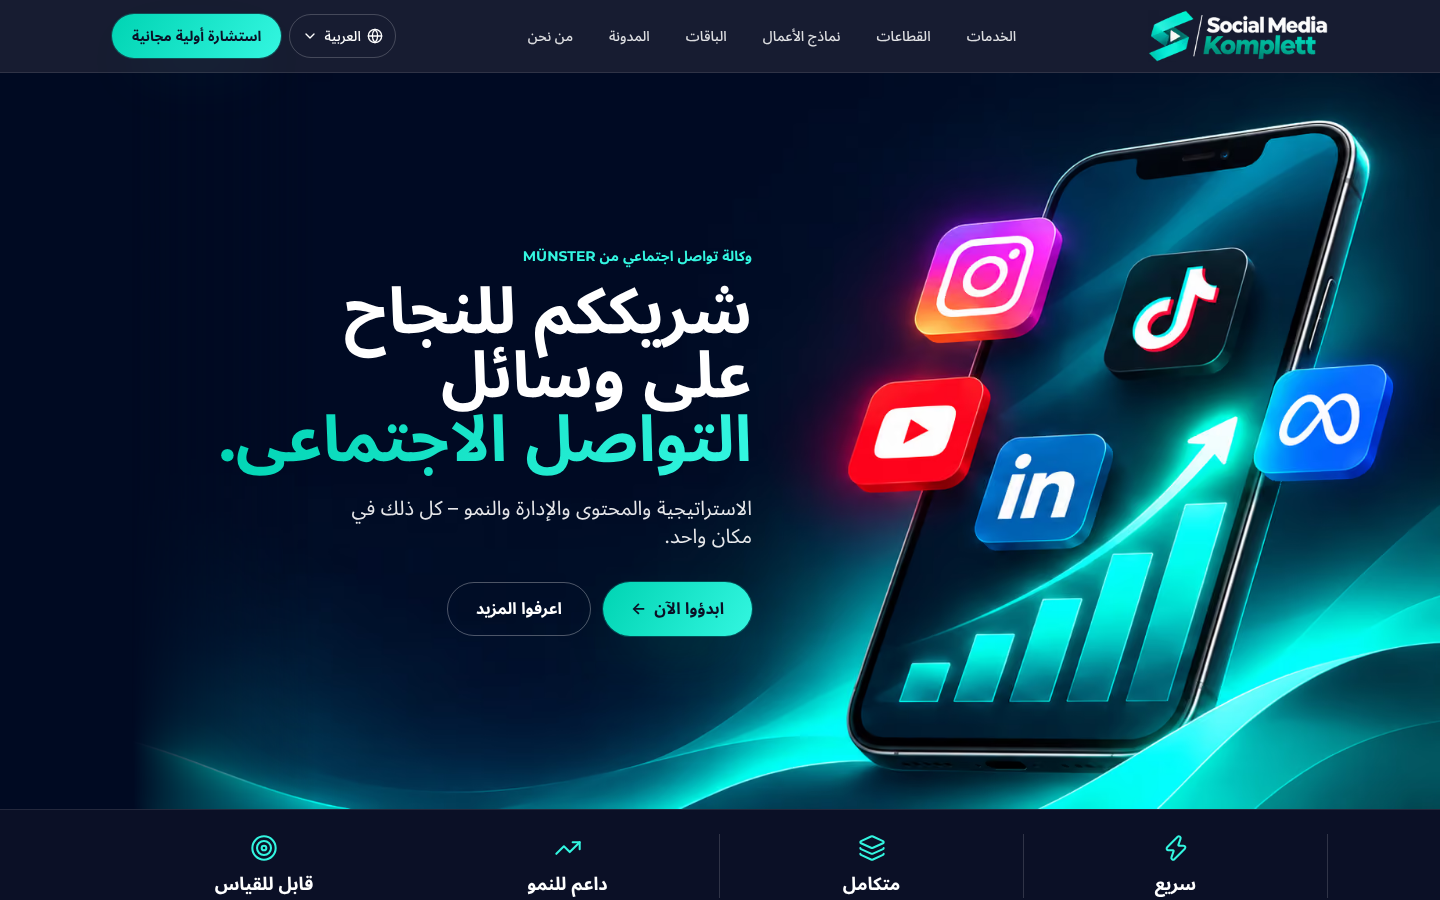 Social Media
Komplett
الخدمات
القطاعات
نماذج الأعمال
الباقات
المدونة
من نحن
العربية
استشارة أولية مجانية
وكالة تواصل اجتماعي من MÜNSTER
شريككم للنجاح
على وسائل
التواصل الاجتماعي.
الاستراتيجية والمحتوى والإدارة والنمو – كل ذلك في
مكان واحد.
ابدؤوا الآن ←
اعرفوا المزيد
in
سريع
متكامل
داعم للنمو
قابل للقياس